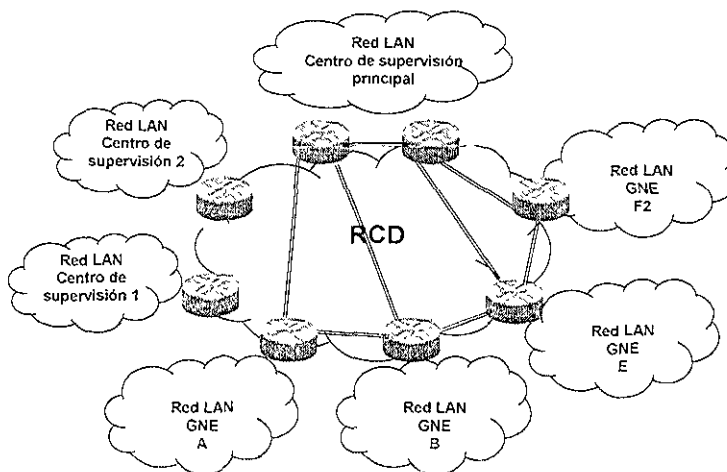 Red LAN
Centro de supervisión
principal
Red LAN
Centro de
supervisión 2
Red LAN
GNE
F2
RCD
Red LAN
Centro de
supervisión 1
Red LAN
GNE
E
Red LAN
GNE
A
Red LAN
GNE
B